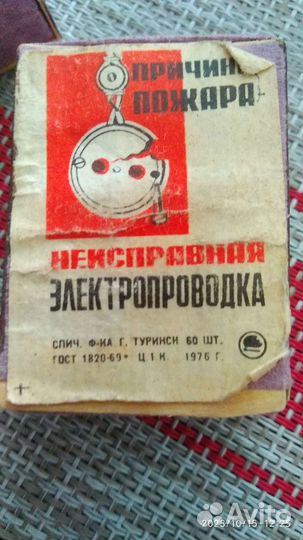 ПРИЧИНА
ПОЖАРА
НЕИСПРАВНАЯ
ЭЛЕКТРОПРОВОДКА
СПИЧ. Ф-КА Г. ТУРИНСК 60 ШТ.
ГОСТ 1820-69* Ц 1 К. 1976 Г.
2023/10/15 12:25
Avito